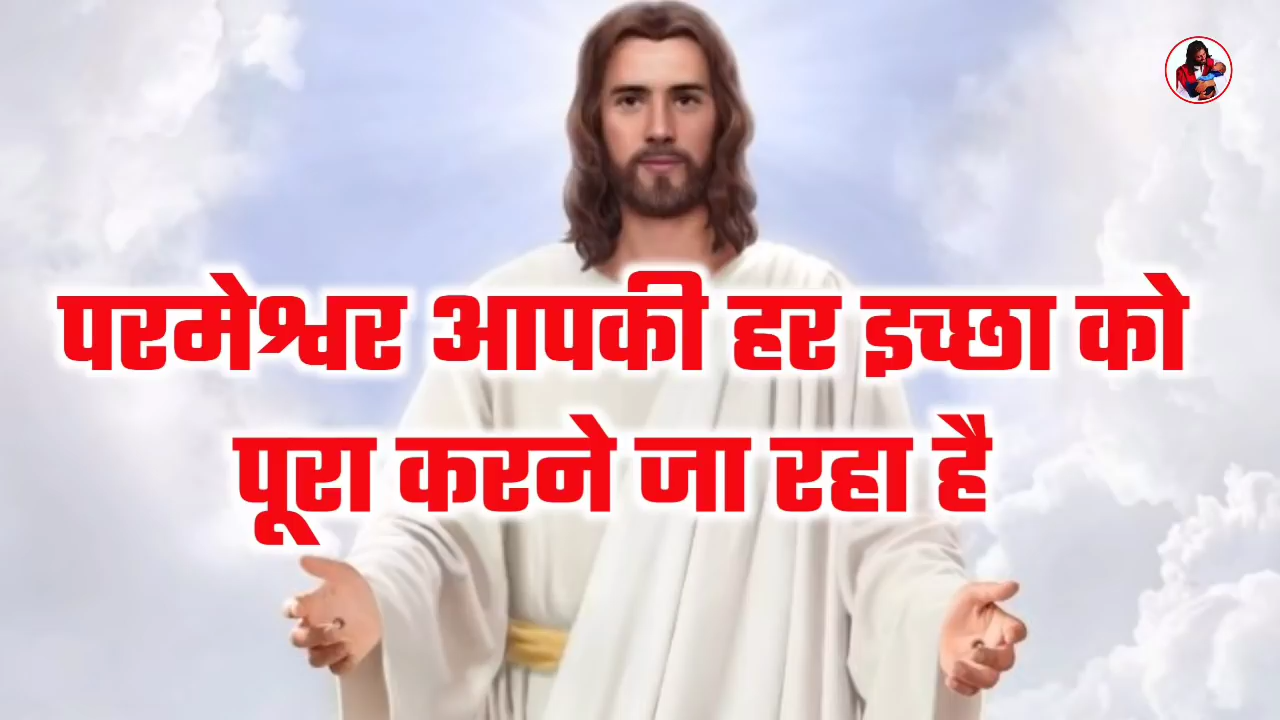 परमेश्वर आपकी हर इच्छा को
पूरा करने जा रहा है